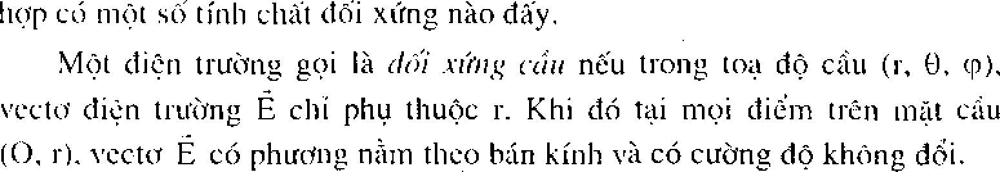 hợp có một số tính chất đối xứng nào đấy.
Một điện trường gọi là đối xứng cầu nếu trong toạ độ cầu (r, θ, φ),
vectơ điện trường E⃗ chỉ phụ thuộc r. Khi đó tại mọi điểm trên mặt cầu
(O, r), vectơ E⃗ có phương nằm theo bán kính và có cường độ không đổi.